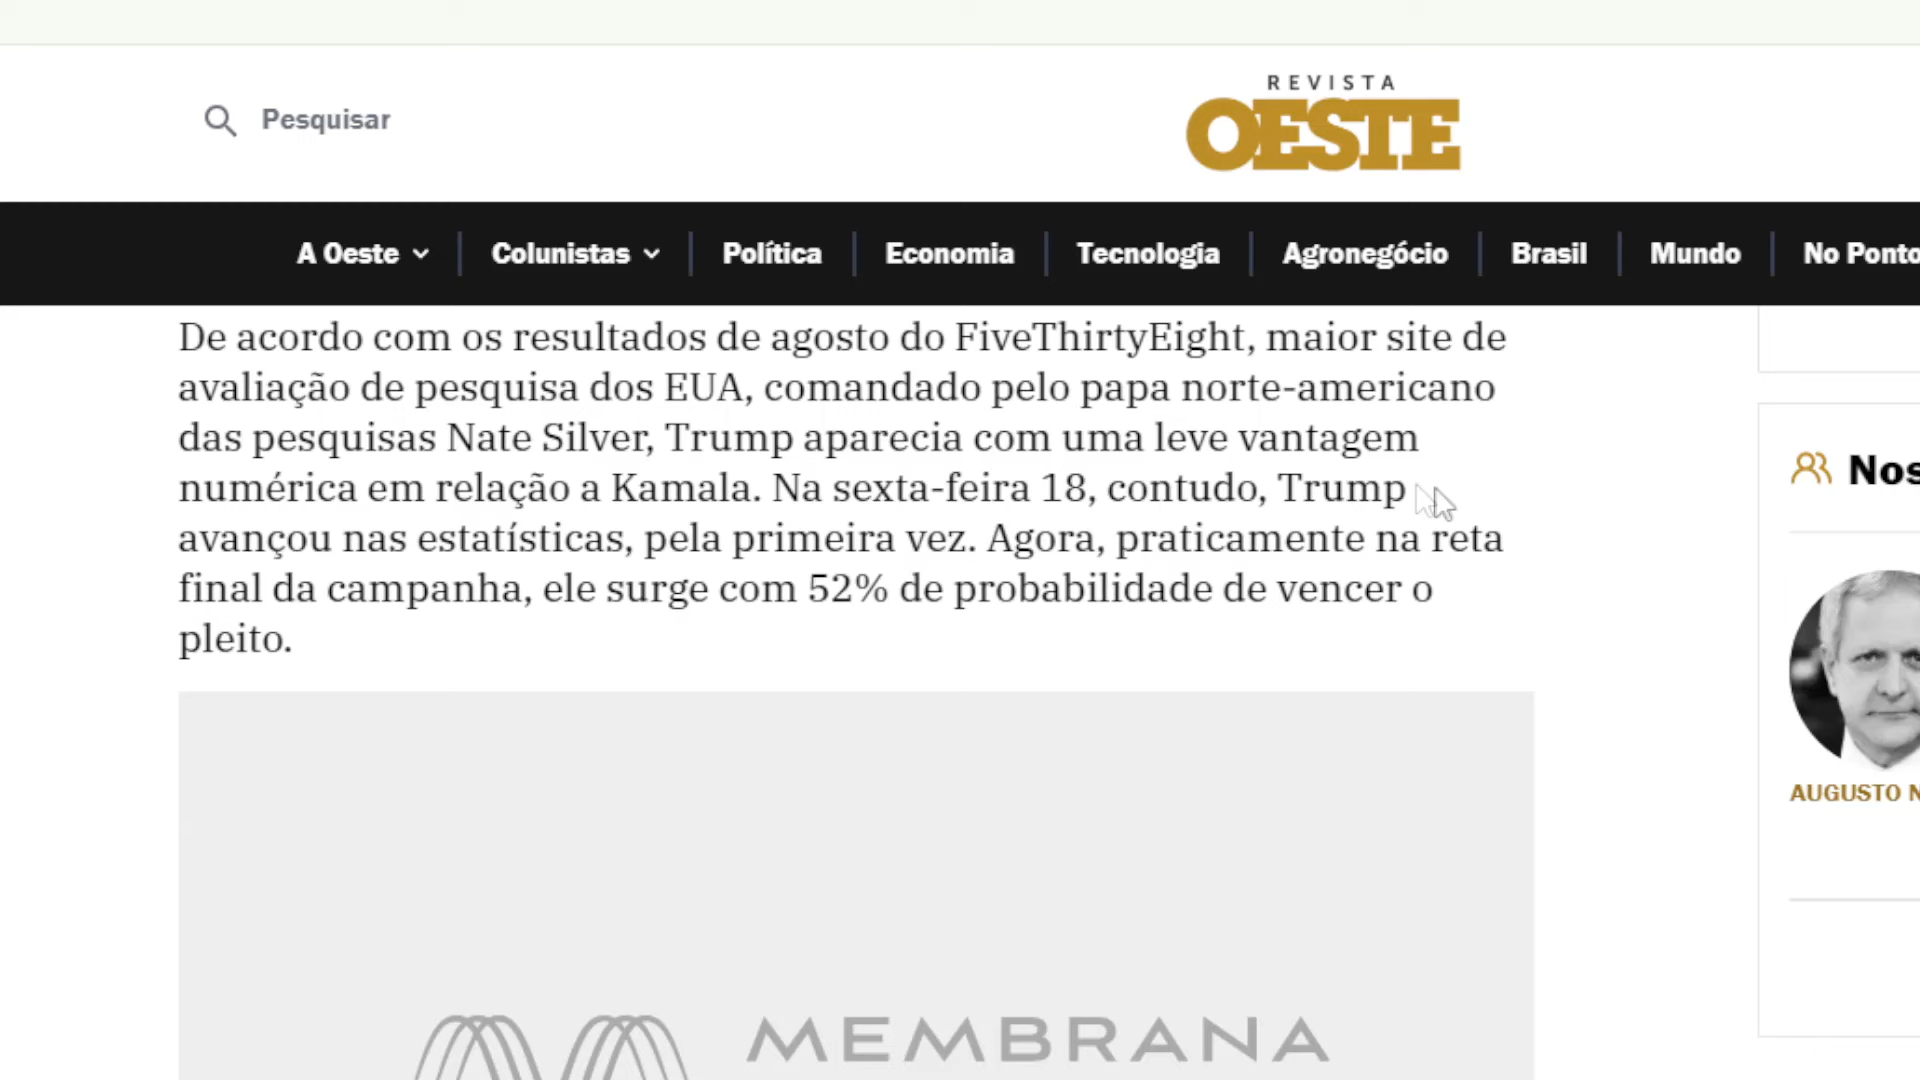 Pesquisar
REVISTA
OESTE
A Oeste
Colunistas
Política
Economia
Tecnologia
Agronegócio
Brasil
Mundo
No Ponto
De acordo com os resultados de agosto do FiveThirtyEight, maior site de
avaliação de pesquisa dos EUA, comandado pelo papa norte-americano
das pesquisas Nate Silver, Trump aparecia com uma leve vantagem
numérica em relação a Kamala. Na sexta-feira 18, contudo, Trump
avançou nas estatísticas, pela primeira vez. Agora, praticamente na reta
final da campanha, ele surge com 52% de probabilidade de vencer o
pleito.
Nos
AUGUSTO N
MEMBRANA